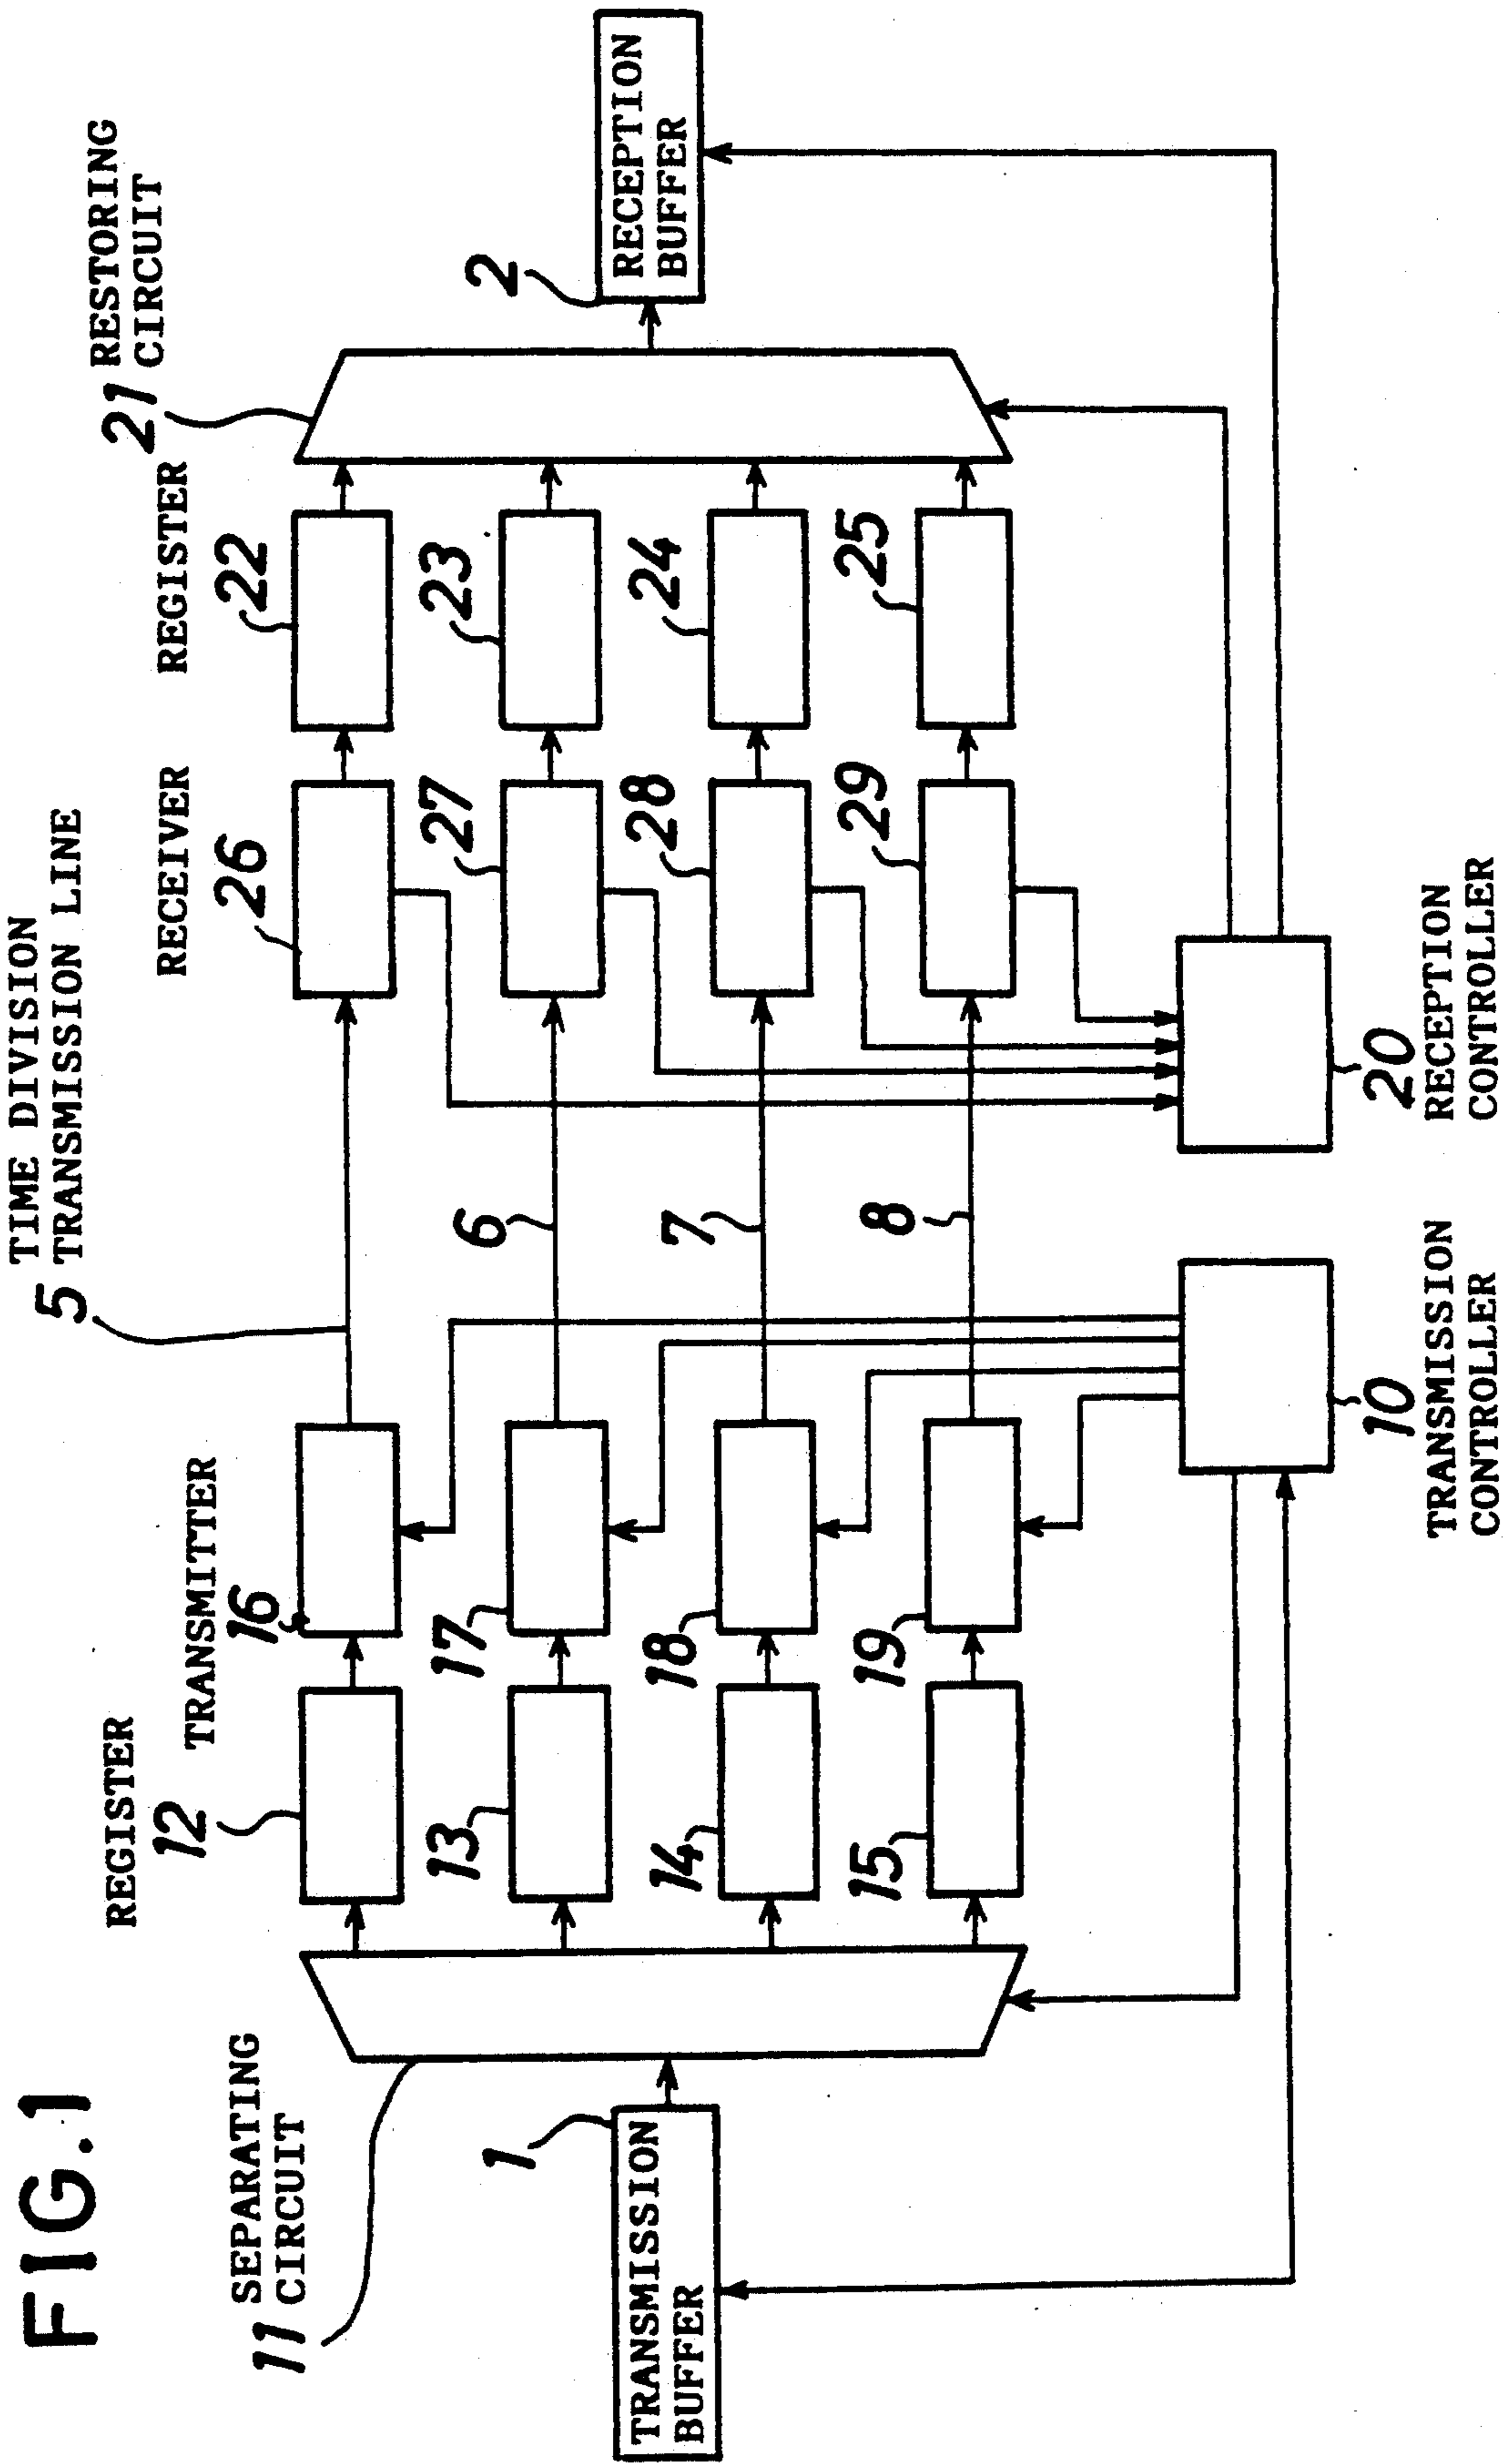 FIG.1
TIME DIVISION
5 TRANSMISSION LINE
21 RESTORING
CIRCUIT
11 SEPARATING
CIRCUIT
REGISTER
TRANSMITTER
RECEIVER
REGISTER
12
16
26
22
13
17
6
27
23
2
1
TRANSMISSION
BUFFER
RECEPTION
BUFFER
14
18
7
28
24
15
19
8
29
25
10
TRANSMISSION
CONTROLLER
20
RECEPTION
CONTROLLER